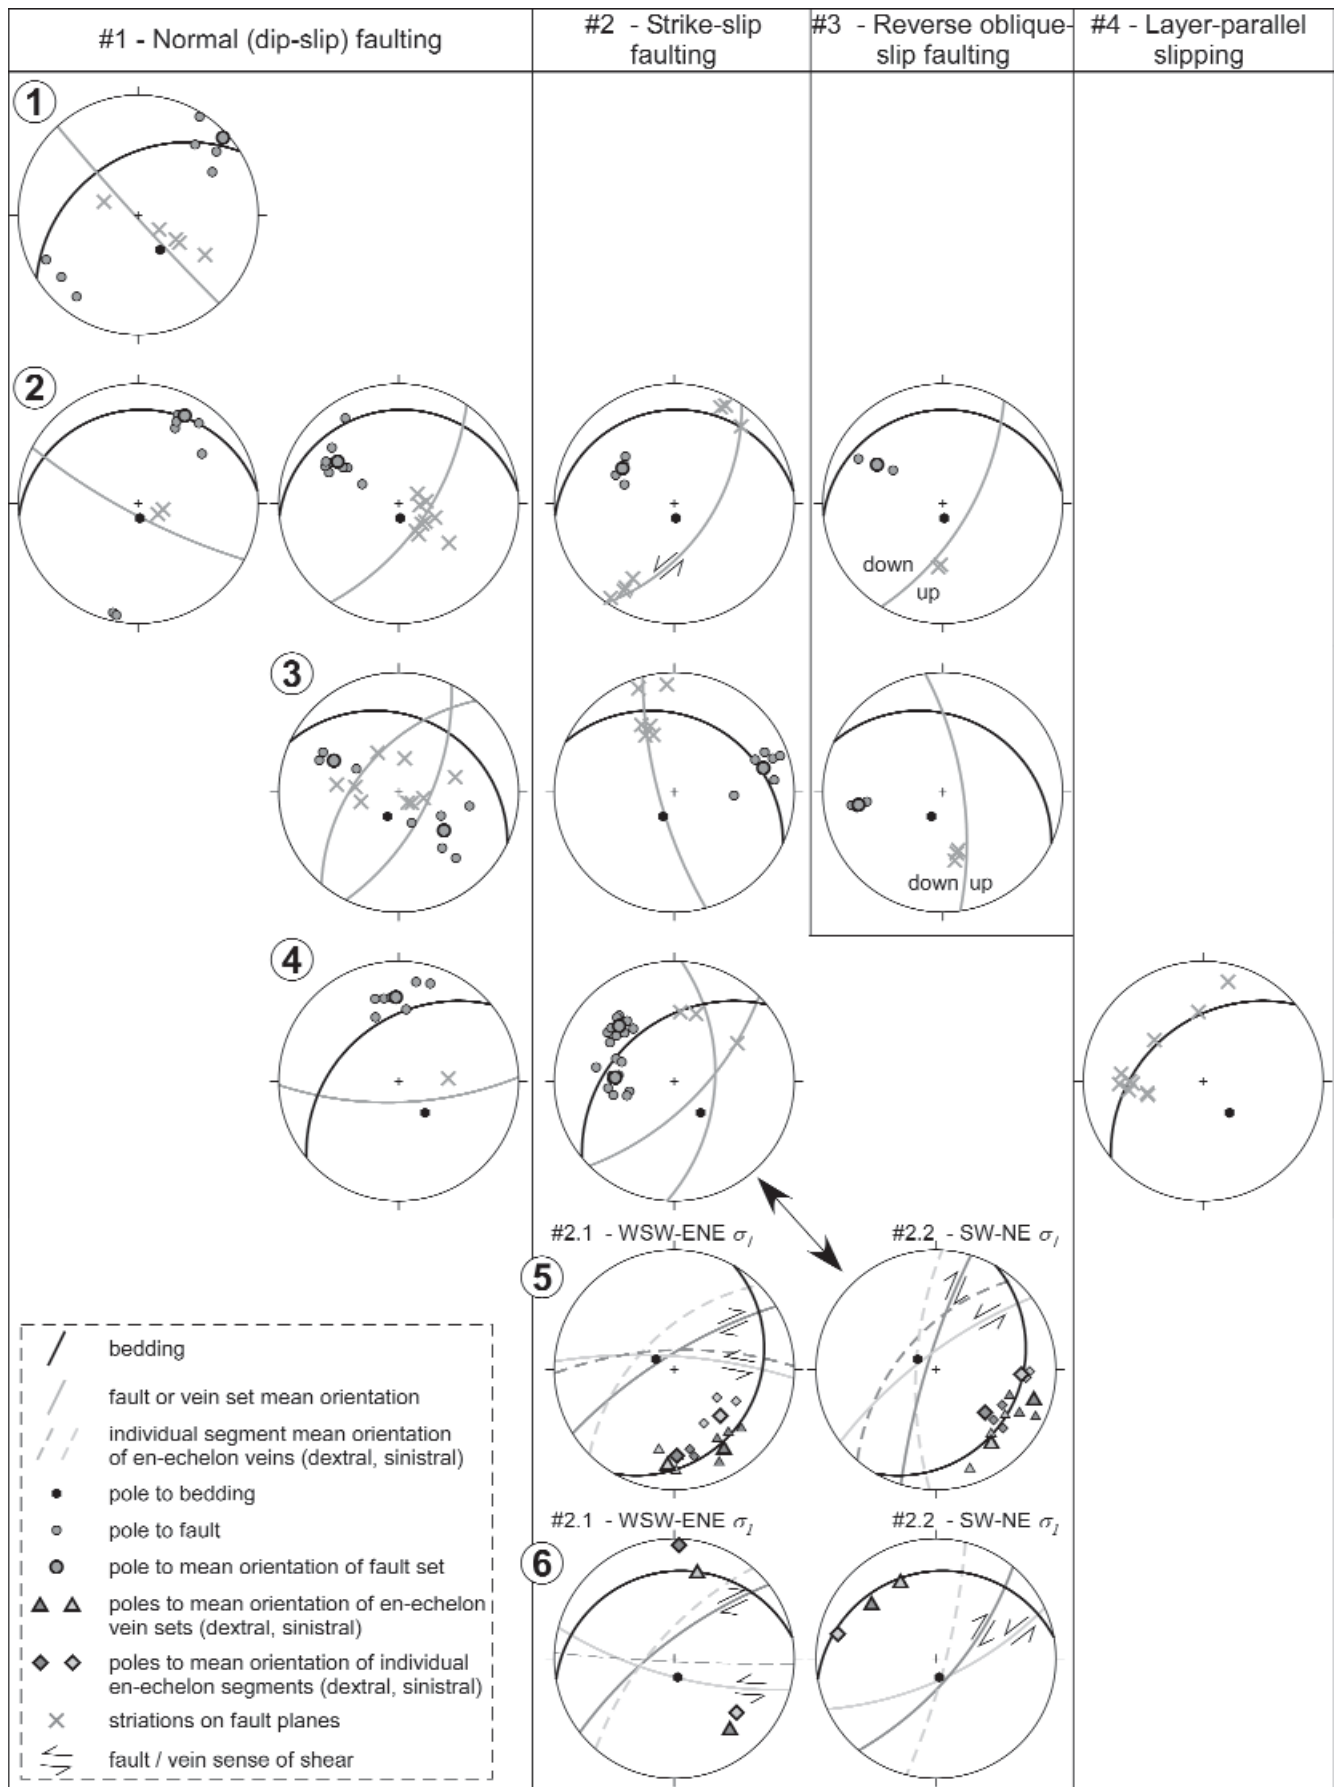 #1 - Normal (dip-slip) faulting
#2 - Strike-slip
faulting
#3 - Reverse oblique-
slip faulting
#4 - Layer-parallel
slipping
1
2
down
up
3
down up
4
#2.1 - WSW-ENE σ1
#2.2 - SW-NE σ1
5
#2.1 - WSW-ENE σ1
#2.2 - SW-NE σ1
6
bedding
fault or vein set mean orientation
individual segment mean orientation
of en-echelon veins (dextral, sinistral)
pole to bedding
pole to fault
pole to mean orientation of fault set
poles to mean orientation of en-echelon
vein sets (dextral, sinistral)
poles to mean orientation of individual
en-echelon segments (dextral, sinistral)
striations on fault planes
fault / vein sense of shear